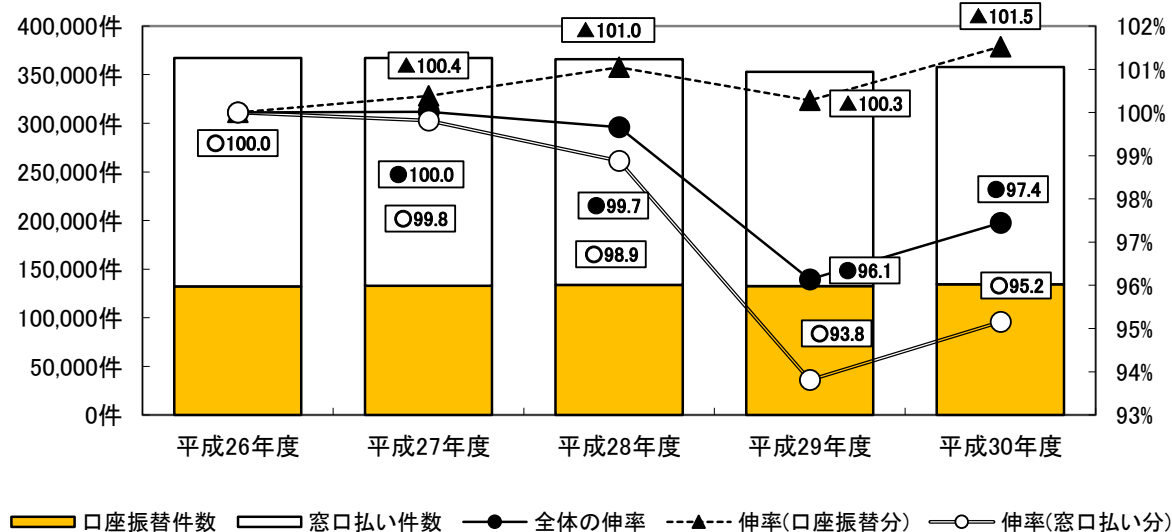 400,000件
350,000件
300,000件
250,000件
200,000件
150,000件
100,000件
50,000件
0件
102%
101%
100%
99%
98%
97%
96%
95%
94%
93%
○100.0
▲100.4
●100.0
○99.8
▲101.0
●99.7
○98.9
▲100.3
●96.1
○93.8
▲101.5
●97.4
○95.2
平成26年度 平成27年度 平成28年度 平成29年度 平成30年度
口座振替件数 窓口払い件数 全体の伸率 伸率(口座振替分) 伸率(窓口払い分)